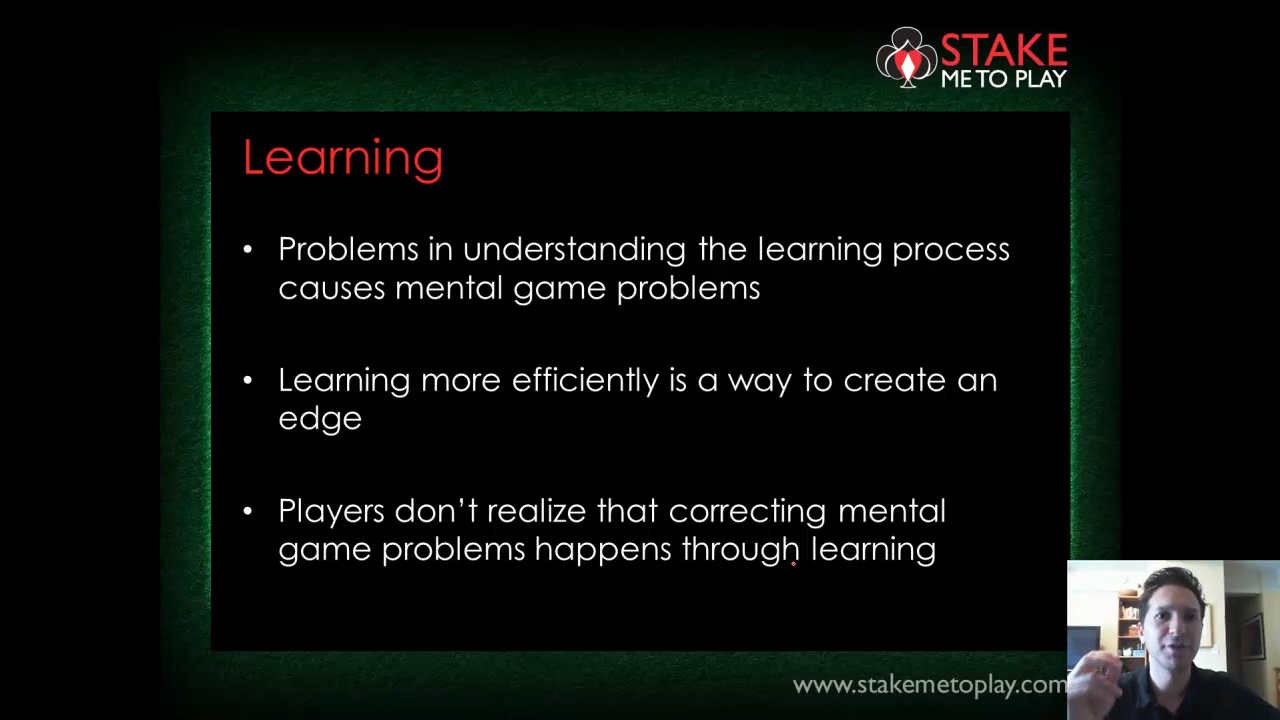 STAKE
ME TO PLAY
Learning
• Problems in understanding the learning process
causes mental game problems
• Learning more efficiently is a way to create an
edge
• Players don't realize that correcting mental
game problems happens through learning
www.stakemetoplay.com